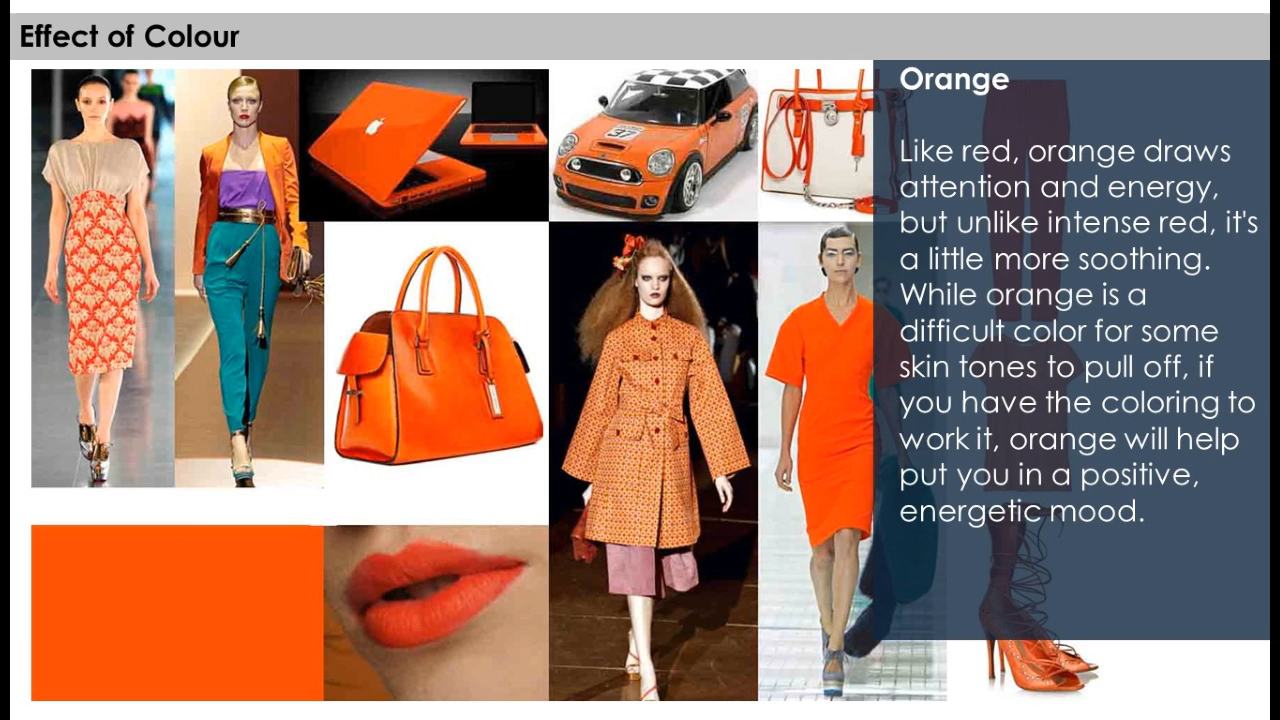 Effect of Colour
37
Orange
Like red, orange draws
attention and energy,
but unlike intense red, it's
a little more soothing.
While orange is a
difficult color for some
skin tones to pull off, if
you have the coloring to
work it, orange will help
put you in a positive,
energetic mood.